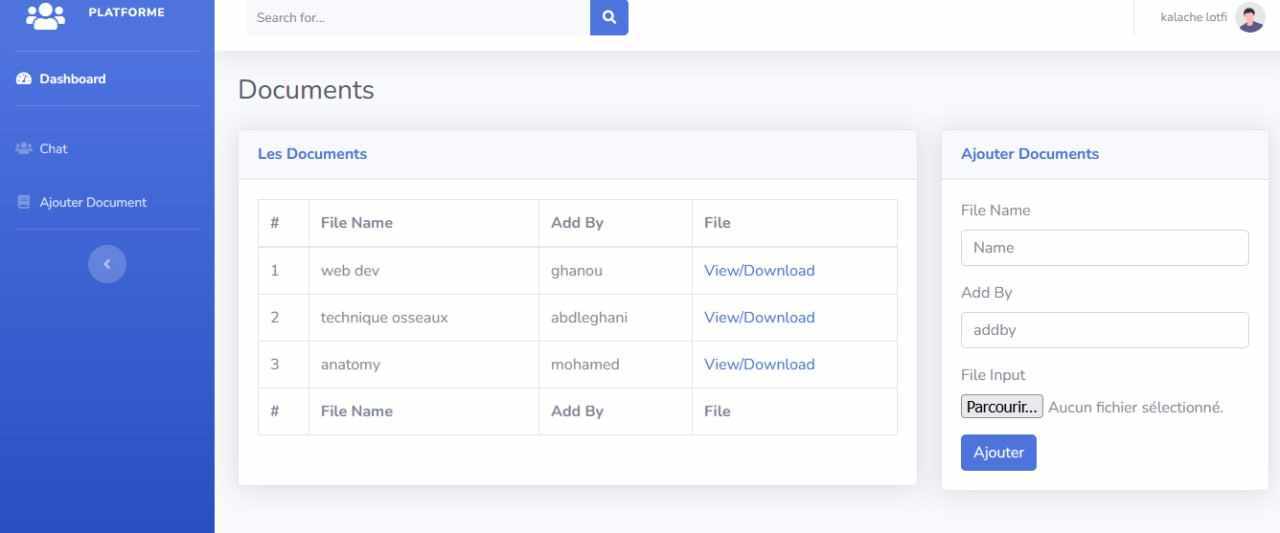 PLATFORME
Search for...
kalache lotfi
Dashboard
Chat
Ajouter Document
Documents
Les Documents
# File Name Add By File
1 web dev ghanou View/Download
2 technique osseaux abdleghani View/Download
3 anatomy mohamed View/Download
# File Name Add By File
Ajouter Documents
File Name
Name
Add By
addby
File Input
Parcourir... Aucun fichier sélectionné.
Ajouter